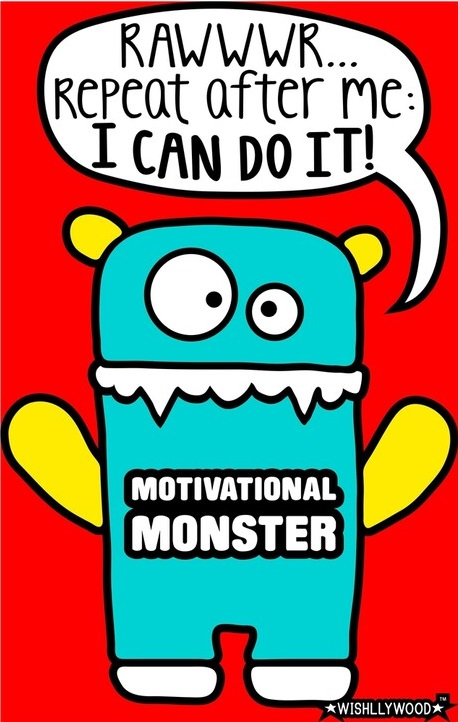 RAWWWR...
Repeat after me:
I CAN DO IT!
MOTIVATIONAL
MONSTER
★WISHLLYWOOD★™